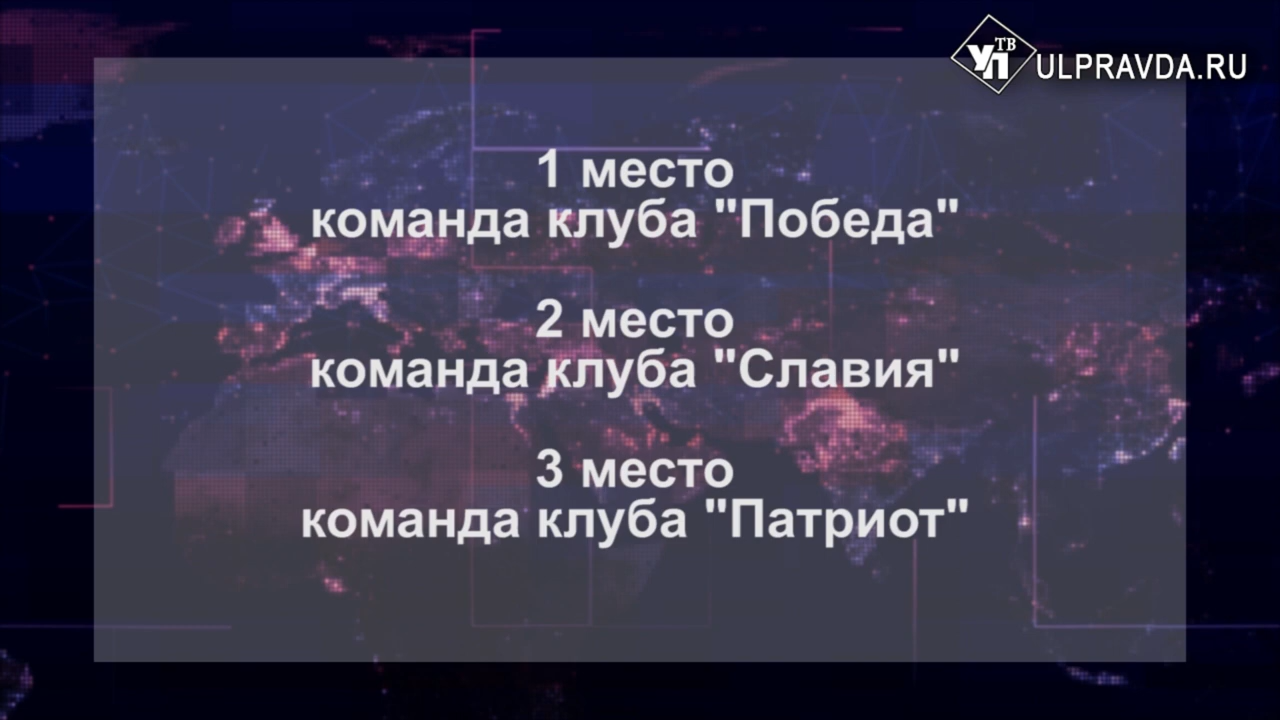 УП ТВ
ULPRAVDA.RU
1 место
команда клуба "Победа"
2 место
команда клуба "Славия"
3 место
команда клуба "Патриот"